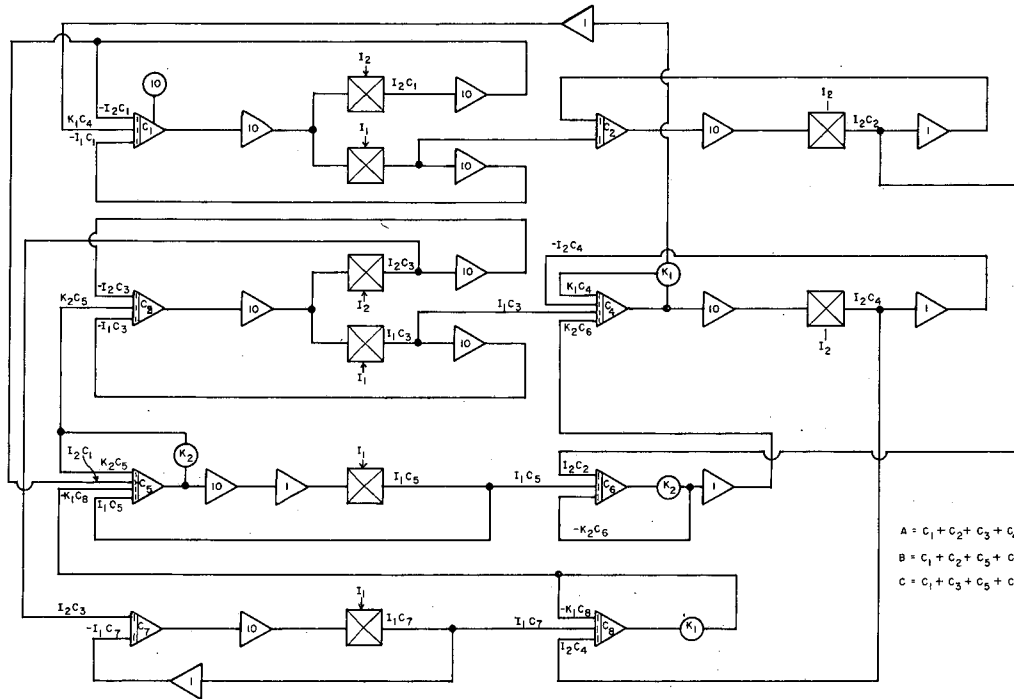 1
I2
10
I2C1
10
-I2C1
K1C4
-I1C1
C1
10
I1
10
C2
10
I2
I2C2
1
-I2C3
K2C5
-I1C3
10
I2C3
10
I2
I1C3
10
I1
I1C3
-I2C4
K1C4
C4
K2C6
K1
10
I2C4
I2
1
K2
I2C1
K2C5
-K1C8
I1C5
C5
10
1
I1
I1C5
I1C5
I2C2
C6
-K2C6
K2
1
A = C1 + C2 + C3 + C
B = C1 + C2 + C5 + C
C = C1 + C3 + C5 + C
I2C3
-I1C7
C7
10
I1
I1C7
I1C7
-K1C8
I2C4
C8
K1
1